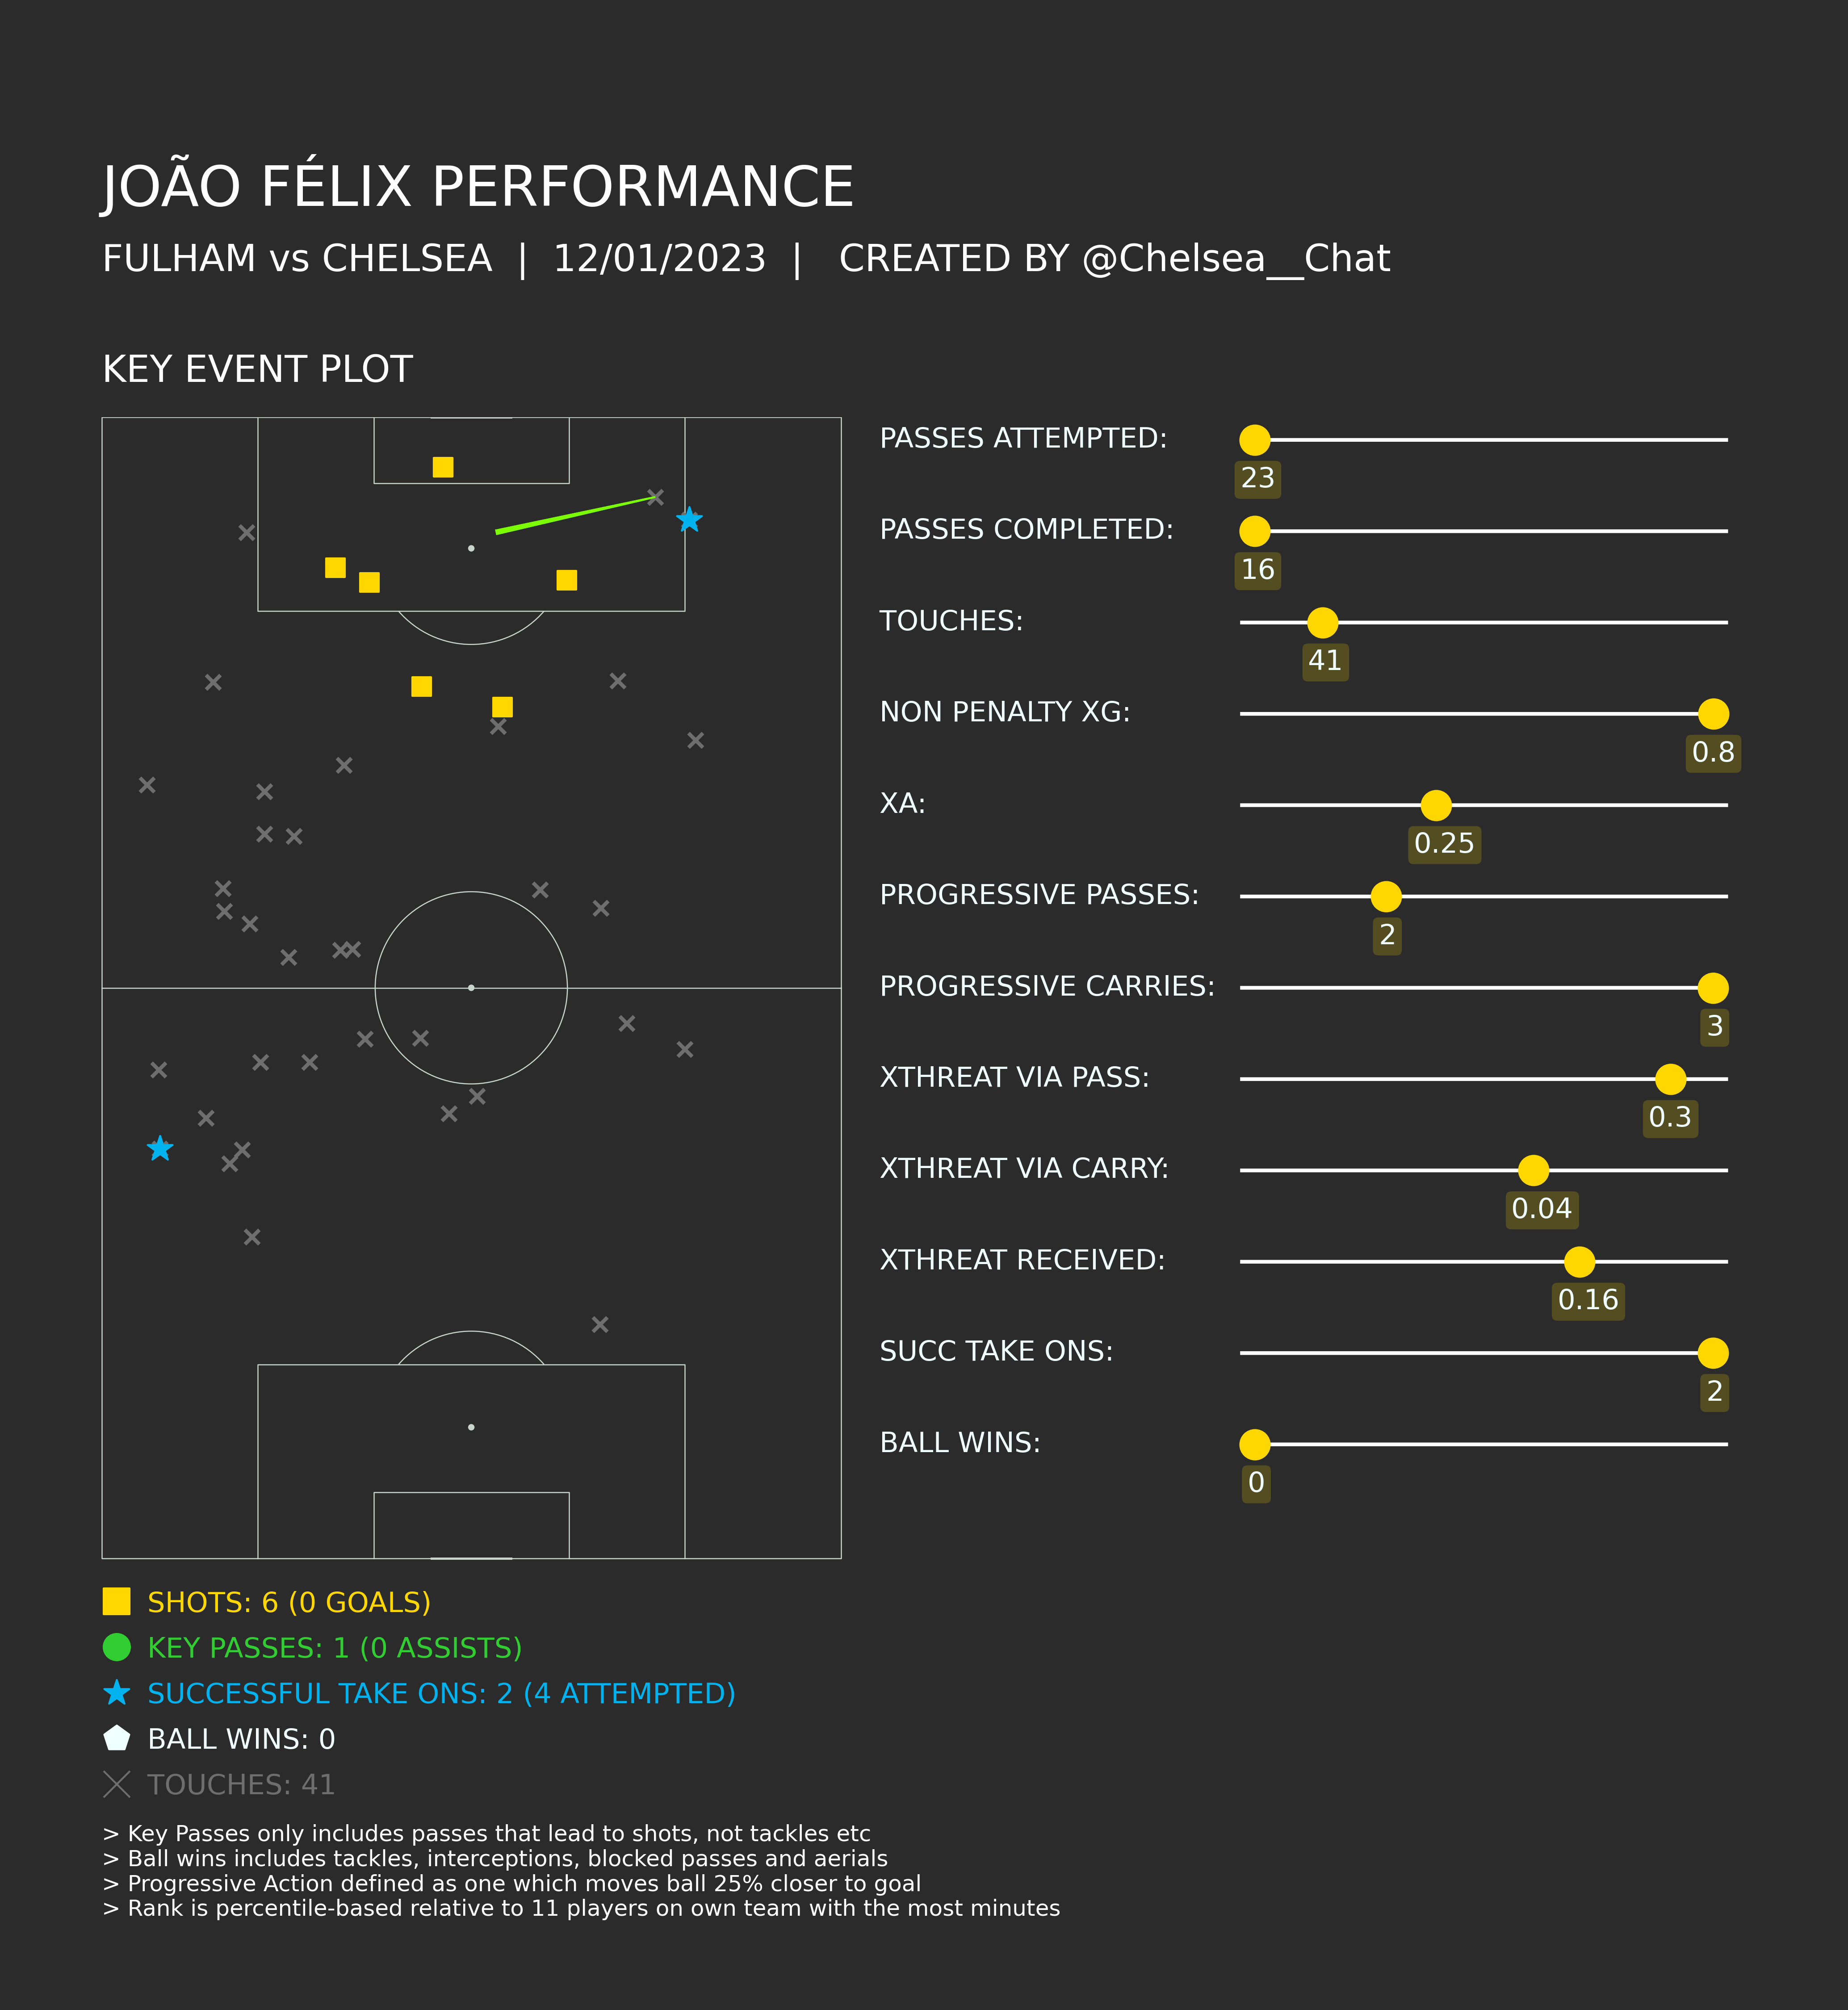 JOÃO FÉLIX PERFORMANCE
FULHAM vs CHELSEA | 12/01/2023 | CREATED BY @Chelsea__Chat
KEY EVENT PLOT
PASSES ATTEMPTED:
23
PASSES COMPLETED:
16
TOUCHES:
41
NON PENALTY XG:
0.8
XA:
0.25
PROGRESSIVE PASSES:
2
PROGRESSIVE CARRIES:
3
XTHREAT VIA PASS:
0.3
XTHREAT VIA CARRY:
0.04
XTHREAT RECEIVED:
0.16
SUCC TAKE ONS:
2
BALL WINS:
0
SHOTS: 6 (0 GOALS)
KEY PASSES: 1 (0 ASSISTS)
SUCCESSFUL TAKE ONS: 2 (4 ATTEMPTED)
BALL WINS: 0
TOUCHES: 41
> Key Passes only includes passes that lead to shots, not tackles etc
> Ball wins includes tackles, interceptions, blocked passes and aerials
> Progressive Action defined as one which moves ball 25% closer to goal
> Rank is percentile-based relative to 11 players on own team with the most minutes